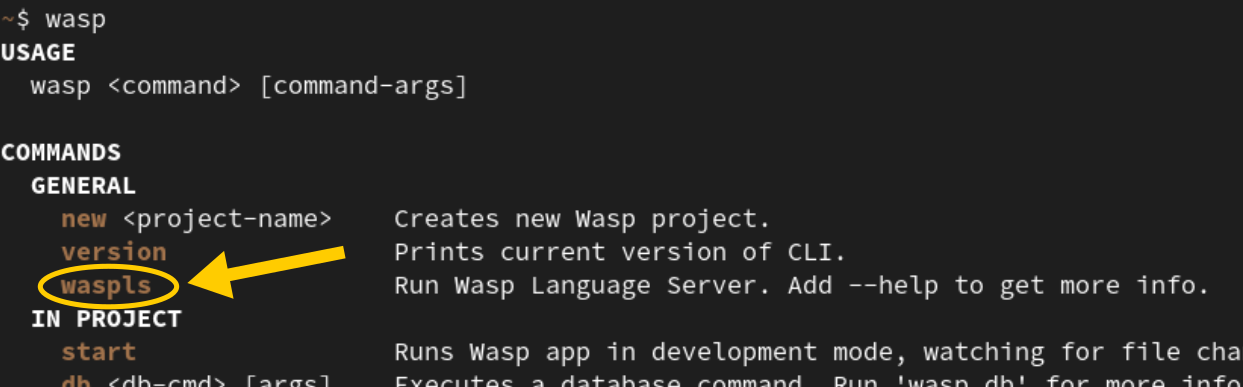 ~$ wasp
USAGE
wasp <command> [command-args]
COMMANDS
GENERAL
new <project-name> Creates new Wasp project.
version Prints current version of CLI.
waspls Run Wasp Language Server. Add --help to get more info.
IN PROJECT
start Runs Wasp app in development mode, watching for file cha
db <db-cmd> [args] Executes a database command. Run 'wasp db' for more info